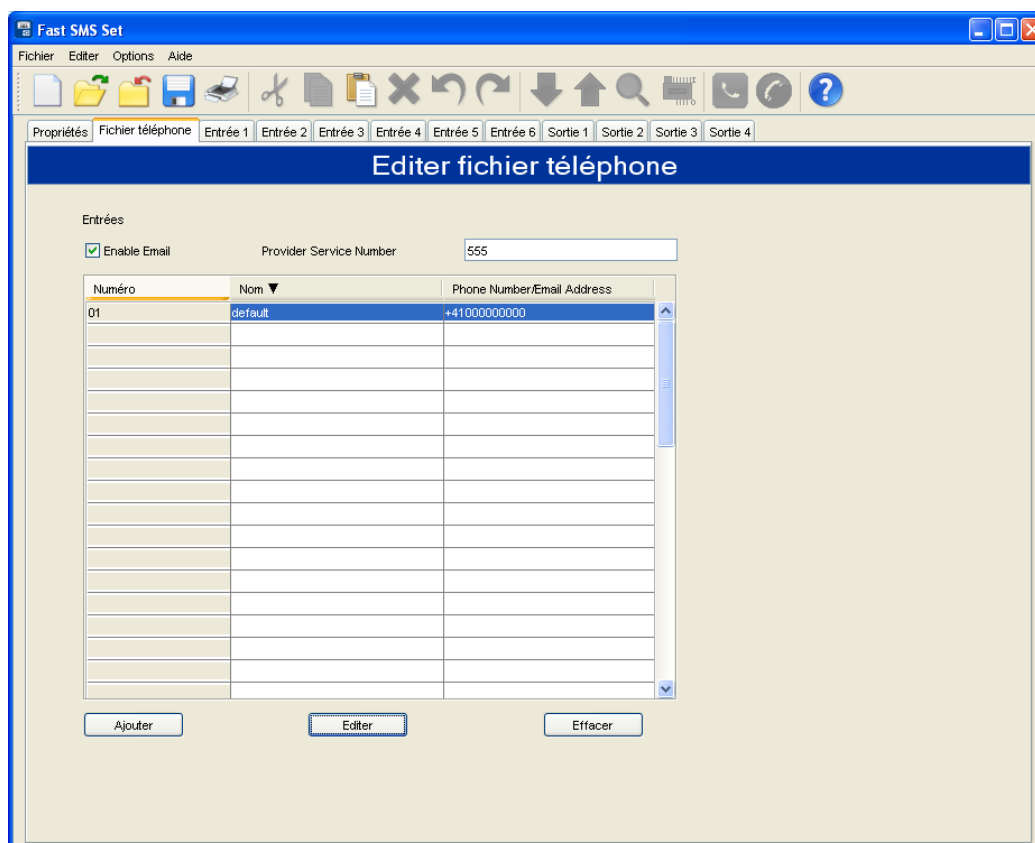 Fast SMS Set
Fichier Editer Options Aide
Propriétés Fichier téléphone Entrée 1 Entrée 2 Entrée 3 Entrée 4 Entrée 5 Entrée 6 Sortie 1 Sortie 2 Sortie 3 Sortie 4
Editer fichier téléphone
Entrées
Enable Email Provider Service Number 555
Numéro Nom ▼ Phone Number/Email Address
01 default +41000000000
Ajouter Editer Effacer